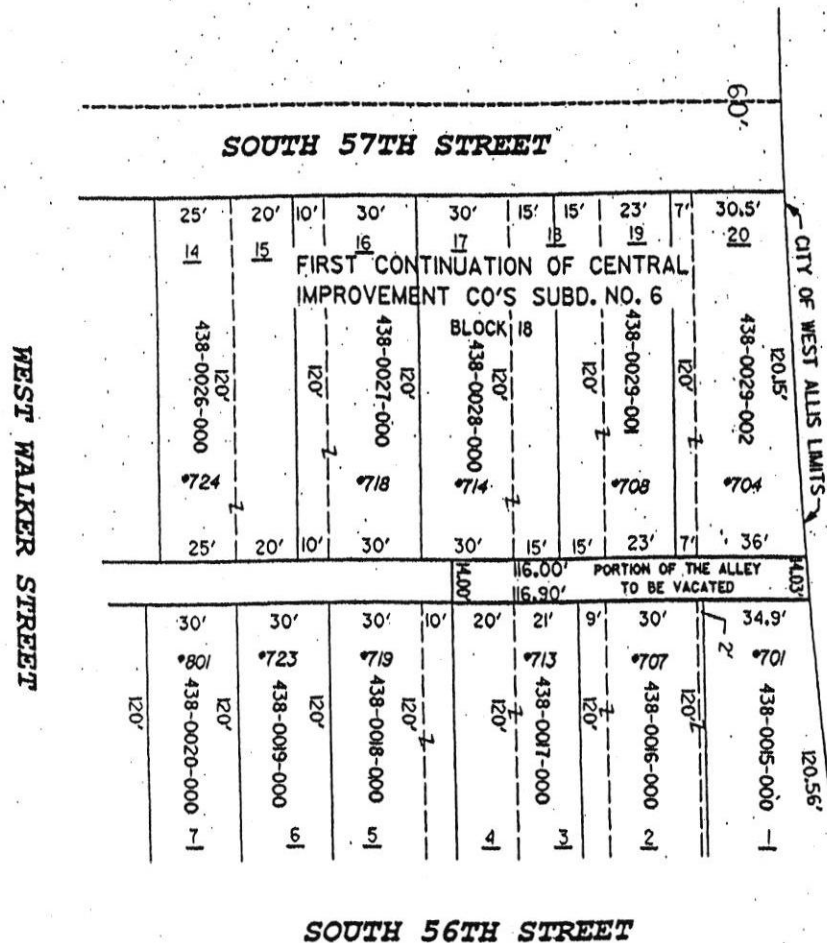 60'
SOUTH 57TH STREET
25' 20' 10' 30' 30' 15' 15' 23' 7' 30.5'
14 15 16 17 18 19 20
FIRST CONTINUATION OF CENTRAL
IMPROVEMENT CO'S SUBD. NO. 6
BLOCK 18
CITY OF WEST ALLIS LIMITS
438-0026-000
120'
120'
438-0027-000
120'
438-0028-000
120'
120'
438-0029-001
120'
438-0029-002
120.15'
WEST WALKER STREET
#724 #718 #714 #708 #704
25' 20' 10' 30' 30' 15' 15' 23' 7' 36'
14.00'
116.00'
116.90'
PORTION OF THE ALLEY
TO BE VACATED
14.03'
30' 30' 30' 10' 20' 21' 9' 30' 2' 34.9'
#801 #723 #719 #713 #707 #701
120'
438-0020-000
120'
438-0019-000
120'
438-0018-000
120'
120'
438-0017-000
120'
438-0016-000
120'
438-0015-000
120.56'
7 6 5 4 3 2 1
SOUTH 56TH STREET